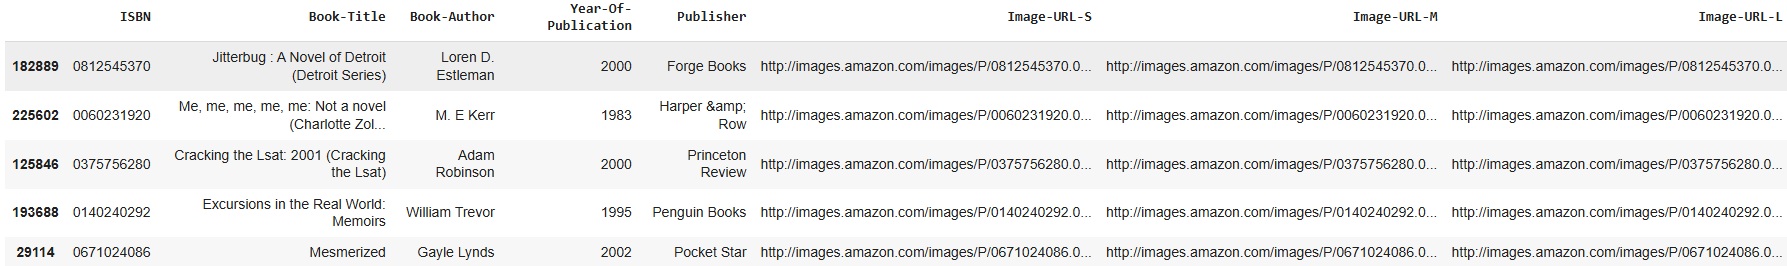 ISBN Book-Title Book-Author Year-Of-Publication Publisher Image-URL-S Image-URL-M Image-URL-L
182889 0812545370 Jitterbug : A Novel of Detroit (Detroit Series) Loren D. Estleman 2000 Forge Books http://images.amazon.com/images/P/0812545370.0... http://images.amazon.com/images/P/0812545370.0... http://images.amazon.com/images/P/0812545370.0...
225602 0060231920 Me, me, me, me, me: Not a novel (Charlotte Zol... M. E Kerr 1983 Harper &amp; Row http://images.amazon.com/images/P/0060231920.0... http://images.amazon.com/images/P/0060231920.0... http://images.amazon.com/images/P/0060231920.0...
125846 0375756280 Cracking the Lsat: 2001 (Cracking the Lsat) Adam Robinson 2000 Princeton Review http://images.amazon.com/images/P/0375756280.0... http://images.amazon.com/images/P/0375756280.0... http://images.amazon.com/images/P/0375756280.0...
193688 0140240292 Excursions in the Real World: Memoirs William Trevor 1995 Penguin Books http://images.amazon.com/images/P/0140240292.0... http://images.amazon.com/images/P/0140240292.0... http://images.amazon.com/images/P/0140240292.0...
29114 0671024086 Mesmerized Gayle Lynds 2002 Pocket Star http://images.amazon.com/images/P/0671024086.0... http://images.amazon.com/images/P/0671024086.0... http://images.amazon.com/images/P/0671024086.0...